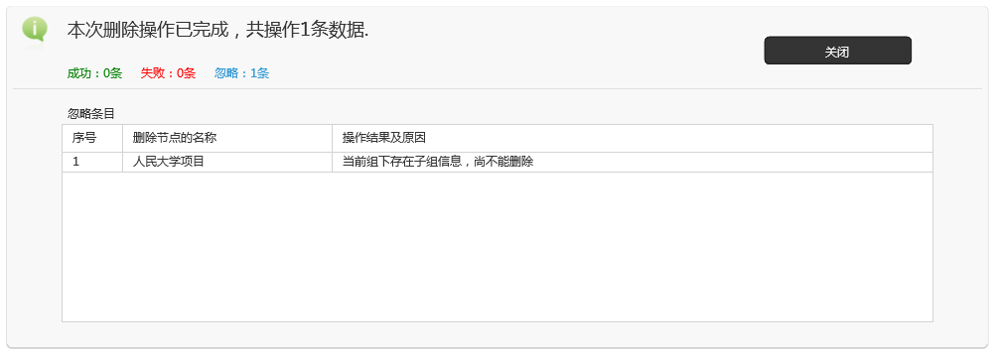 本次删除操作已完成，共操作1条数据.
关闭
成功：0条 失败：0条 忽略：1条
忽略条目
序号 删除节点的名称 操作结果及原因
1 人民大学项目 当前组下存在子组信息，尚不能删除